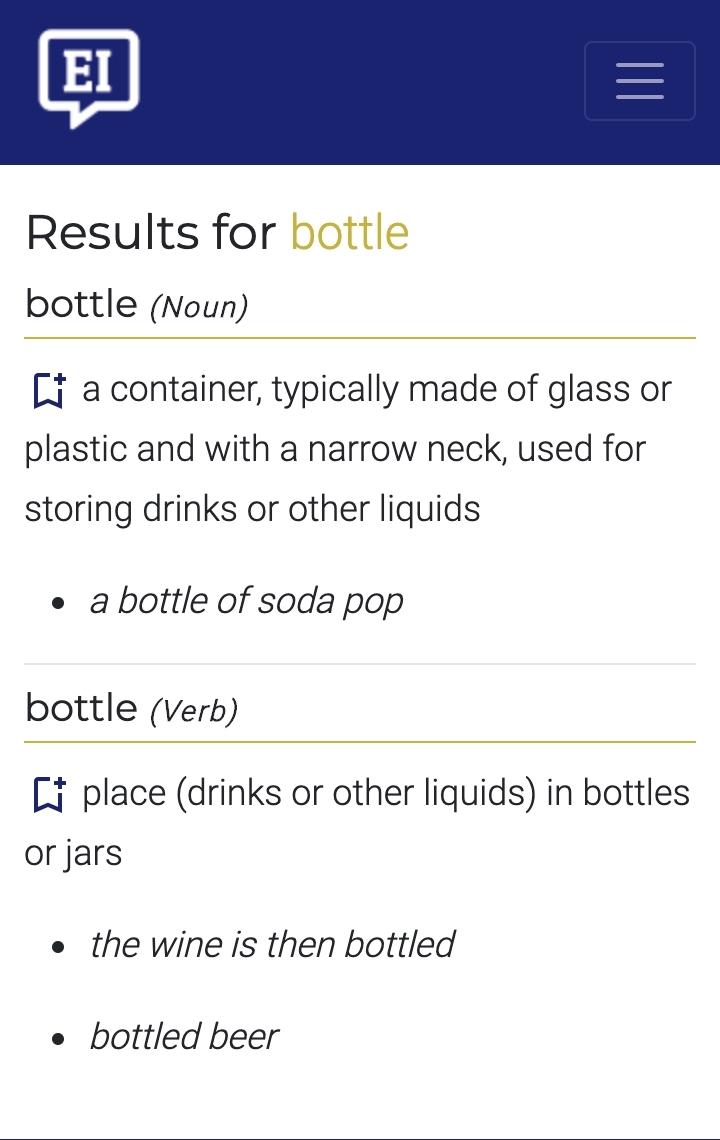 EI
Results for bottle
bottle (Noun)
a container, typically made of glass or
plastic and with a narrow neck, used for
storing drinks or other liquids
• a bottle of soda pop
bottle (Verb)
place (drinks or other liquids) in bottles
or jars
• the wine is then bottled
• bottled beer